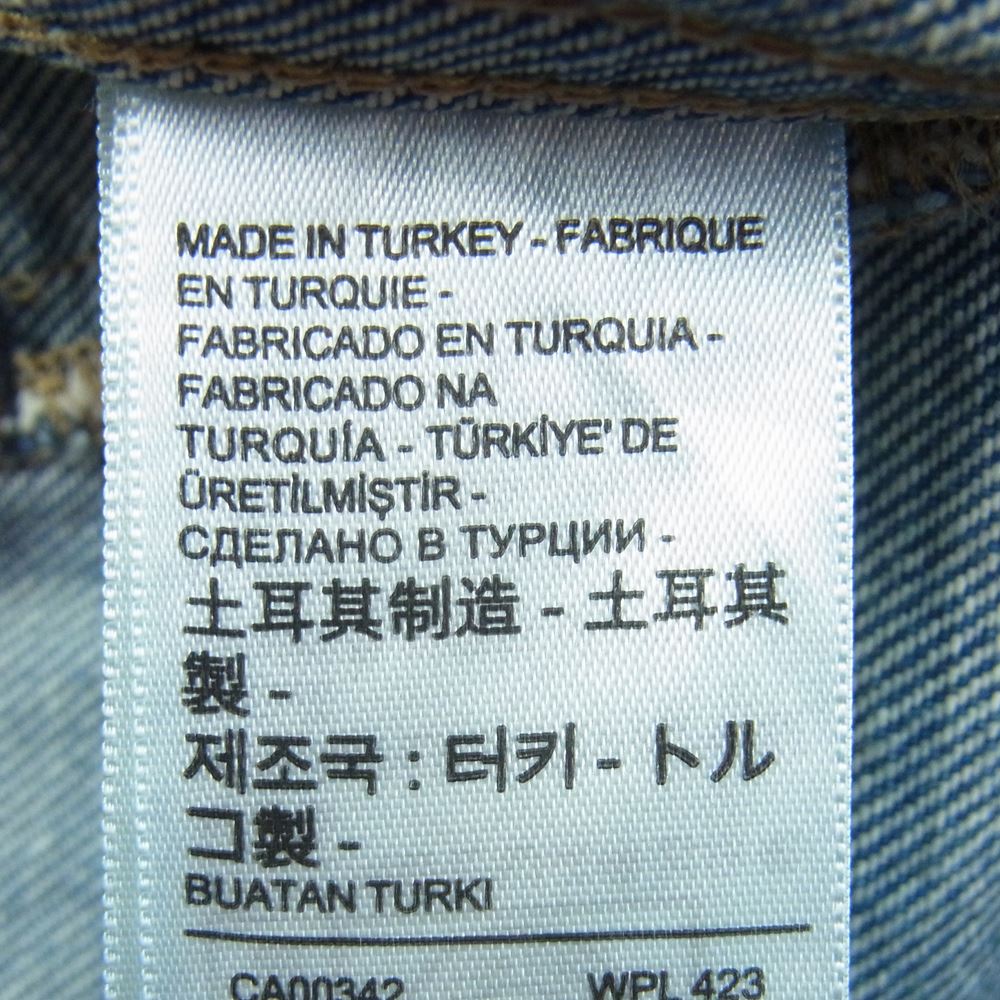 MADE IN TURKEY - FABRIQUE
EN TURQUIE -
FABRICADO EN TURQUIA -
FABRICADO NA
TURQUÍA - TÜRKİYE' DE
ÜRETİLMİŞTİR -
СДЕЛАНО В ТУРЦИИ -
土耳其制造 - 土耳其
製 -
제조국 : 터키 - トル
コ製 -
BUATAN TURKI
CA00342 WPL 423